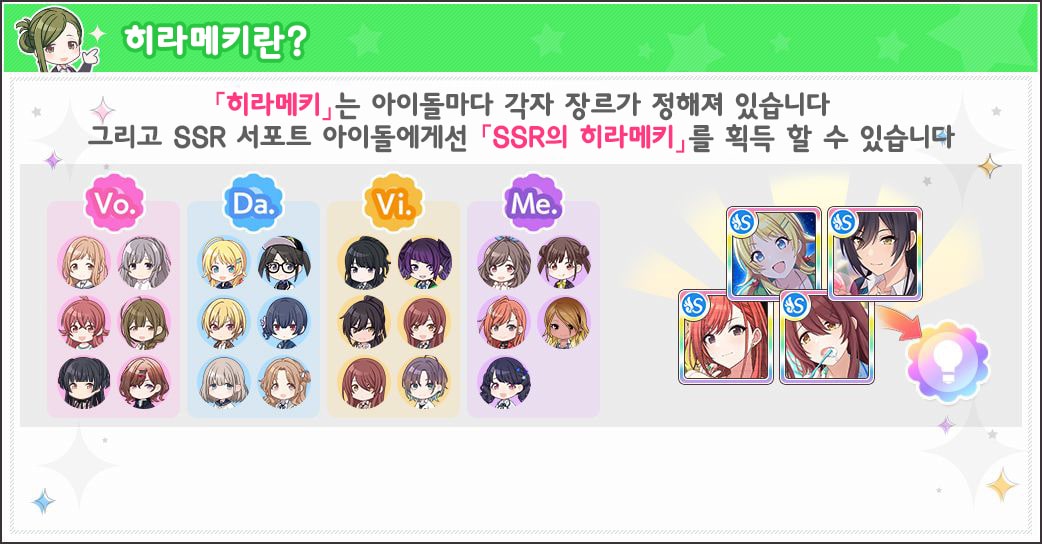 히라메키란?
「히라메키」는 아이돌마다 각자 장르가 정해져 있습니다
그리고 SSR 서포트 아이돌에게선 「SSR의 히라메키」를 획득 할 수 있습니다
Vo.
Da.
Vi.
Me.
S
S
S
S